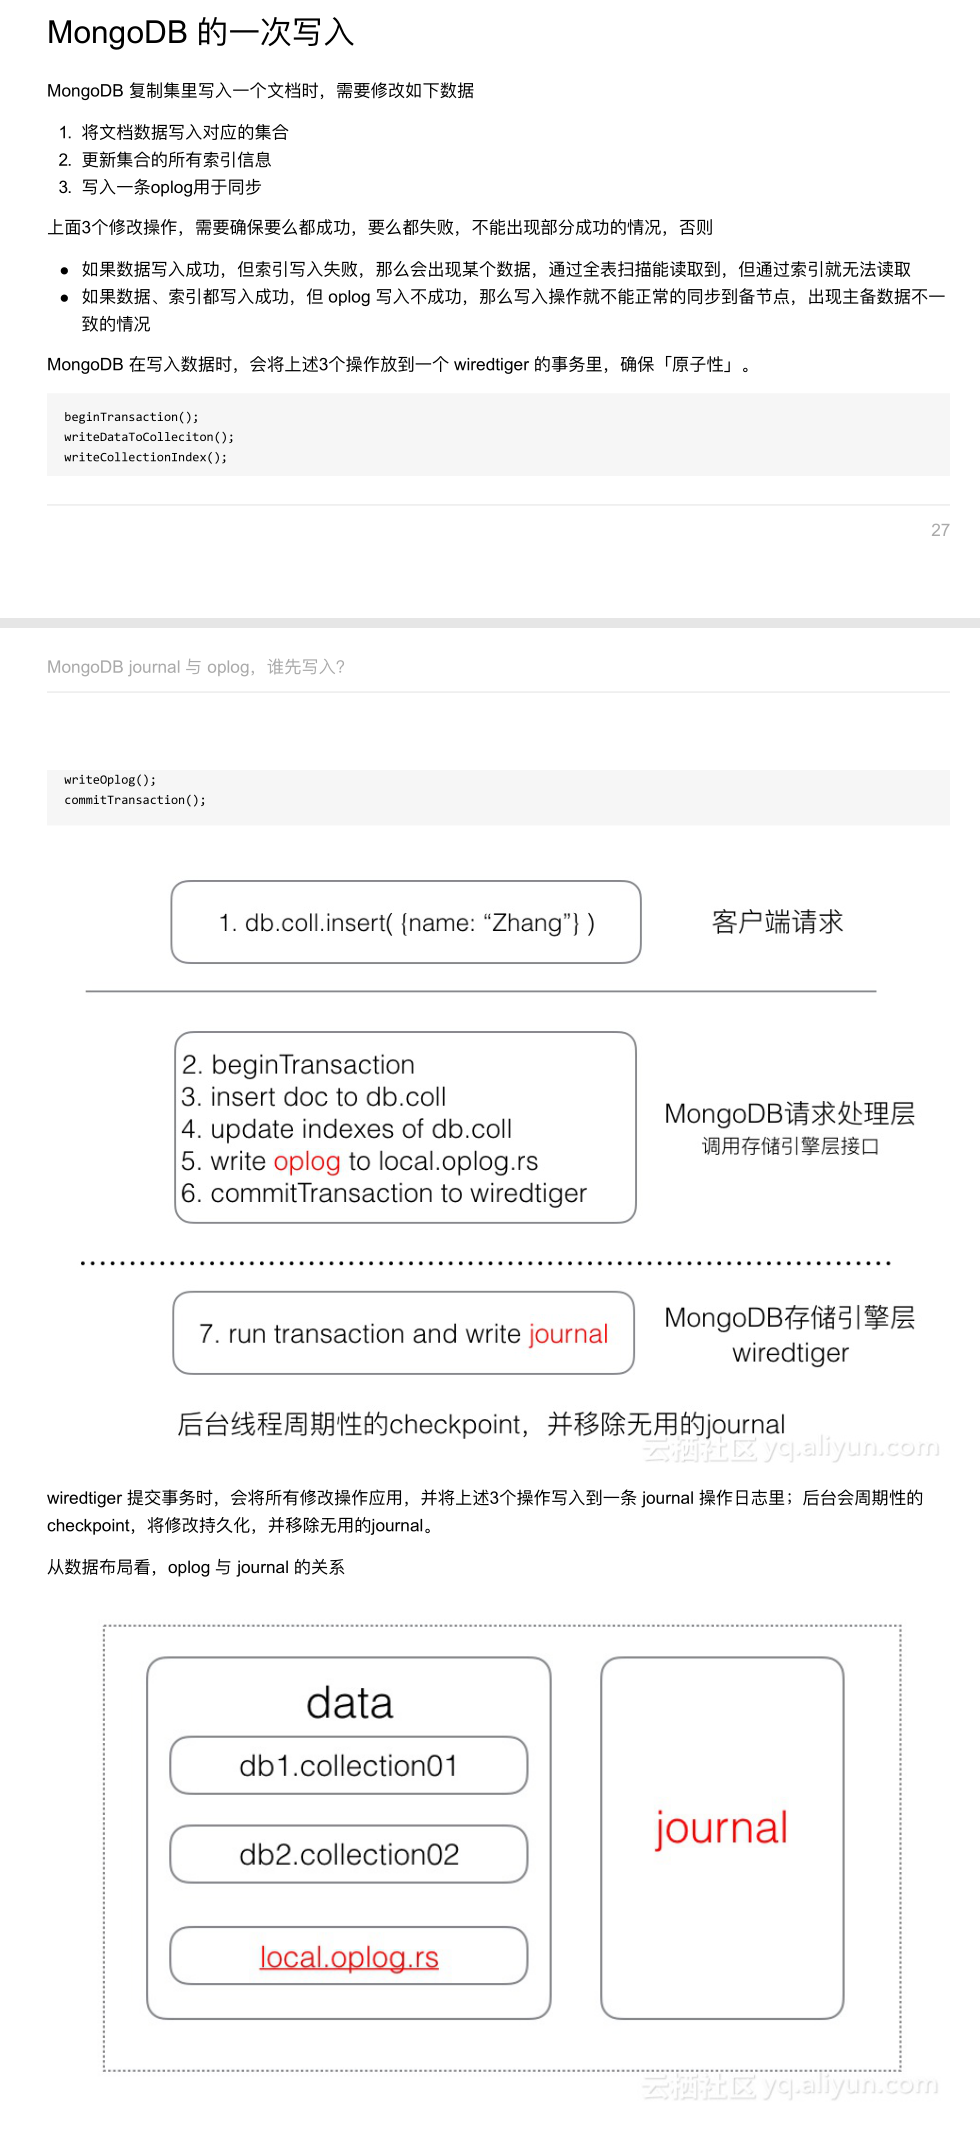 MongoDB 的一次写入
MongoDB 复制集里写入一个文档时，需要修改如下数据
1. 将文档数据写入对应的集合
2. 更新集合的所有索引信息
3. 写入一条oplog用于同步
上面3个修改操作，需要确保要么都成功，要么都失败，不能出现部分成功的情况，否则
● 如果数据写入成功，但索引写入失败，那么会出现某个数据，通过全表扫描能读取到，但通过索引就无法读取
● 如果数据、索引都写入成功，但 oplog 写入不成功，那么写入操作就不能正常的同步到备节点，出现主备数据不一
致的情况
MongoDB 在写入数据时，会将上述3个操作放到一个 wiredtiger 的事务里，确保「原子性」。
beginTransaction();
writeDataToColleciton();
writeCollectionIndex();
27
MongoDB journal 与 oplog，谁先写入？
writeOplog();
commitTransaction();
1. db.coll.insert( {name: “Zhang”} )
客户端请求
2. beginTransaction
3. insert doc to db.coll
4. update indexes of db.coll
5. write oplog to local.oplog.rs
6. commitTransaction to wiredtiger
MongoDB请求处理层
调用存储引擎层接口
7. run transaction and write journal
MongoDB存储引擎层
wiredtiger
后台线程周期性的checkpoint，并移除无用的journal
云栖社区 yq.aliyun.com
wiredtiger 提交事务时，会将所有修改操作应用，并将上述3个操作写入到一条 journal 操作日志里；后台会周期性的
checkpoint，将修改持久化，并移除无用的journal。
从数据布局看，oplog 与 journal 的关系
data
db1.collection01
db2.collection02
local.oplog.rs
journal
云栖社区 yq.aliyun.com